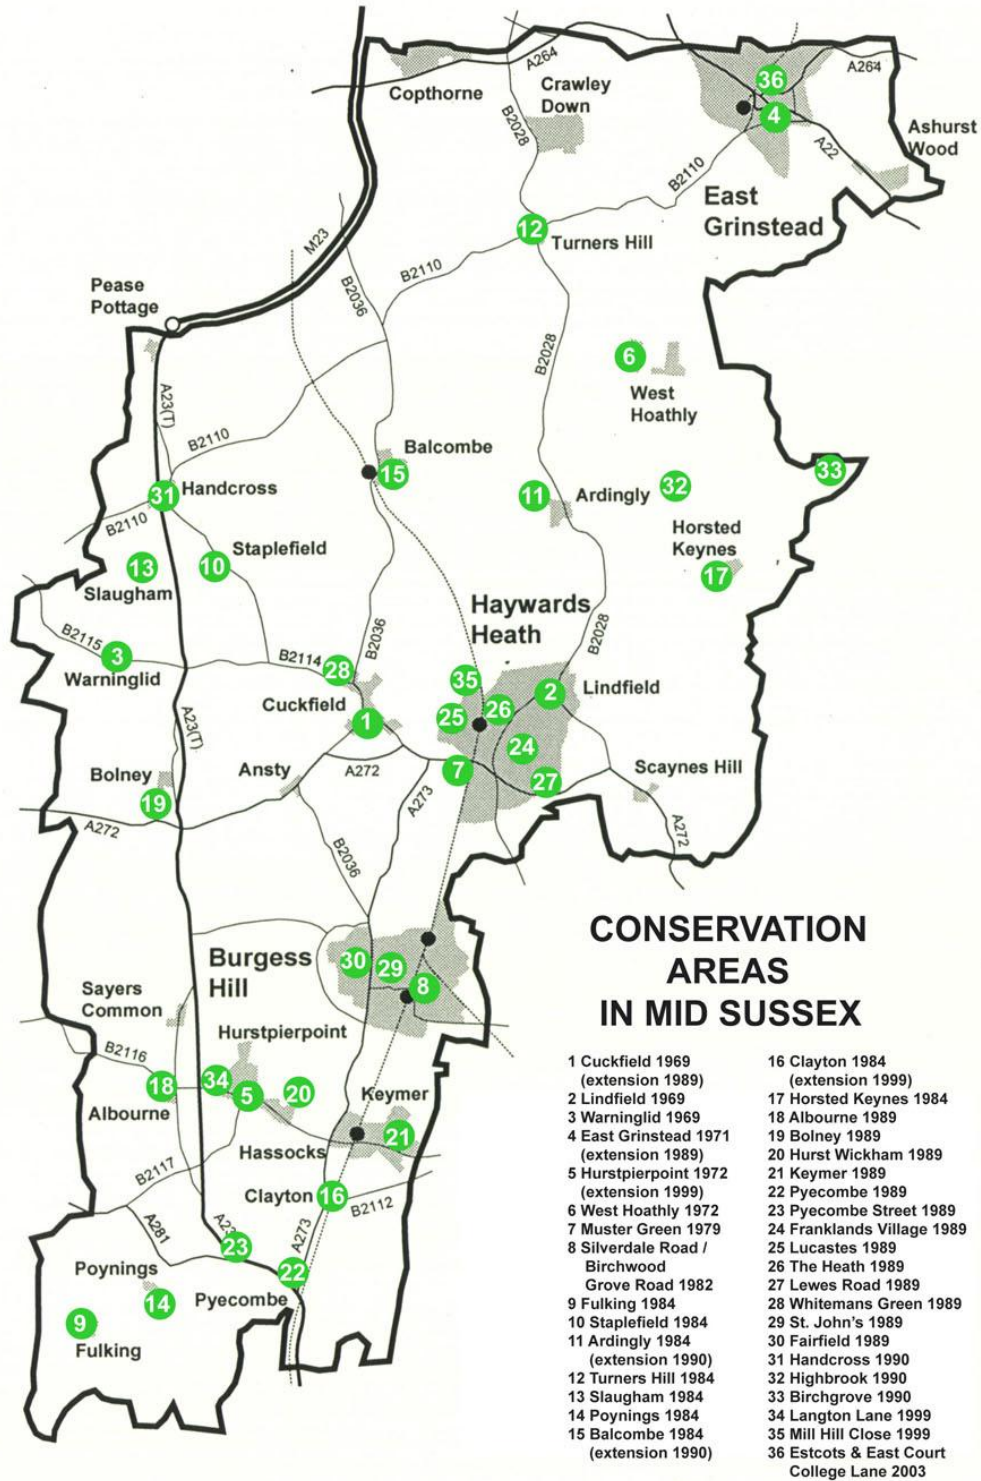 A264
A264
36
Copthorne
Crawley
Down
B2028
4
A22
Ashurst
Wood
B2110
East
Grinstead
12
Turners Hill
M23
B2110
B2036
Pease
Pottage
B2028
6
West
Hoathly
A23(T)
B2110
Balcombe
15
33
31
Handcross
11
Ardingly
32
B2110
Horsted
Keynes
Staplefield
13
10
17
Slaugham
Haywards
Heath
B2115
B2036
B2028
3
B2114
28
Warninglid
35
2
Lindfield
Cuckfield
1
25
26
A23(T)
24
Bolney
Ansty
A272
7
27
Scaynes Hill
19
A273
A272
A272
B2036
CONSERVATION
AREAS
IN MID SUSSEX
Burgess
Hill
30
29
8
Sayers
Common
Hurstpierpoint
B2116
18
34
5
20
Keymer
Albourne
21
Hassocks
B2117
Clayton
16
B2112
A281
A23
23
A273
22
Poynings
14
Pyecombe
9
Fulking
1 Cuckfield 1969
(extension 1989)
2 Lindfield 1969
3 Warninglid 1969
4 East Grinstead 1971
(extension 1989)
5 Hurstpierpoint 1972
(extension 1999)
6 West Hoathly 1972
7 Muster Green 1979
8 Silverdale Road /
Birchwood
Grove Road 1982
9 Fulking 1984
10 Staplefield 1984
11 Ardingly 1984
(extension 1990)
12 Turners Hill 1984
13 Slaugham 1984
14 Poynings 1984
15 Balcombe 1984
(extension 1990)
16 Clayton 1984
(extension 1999)
17 Horsted Keynes 1984
18 Albourne 1989
19 Bolney 1989
20 Hurst Wickham 1989
21 Keymer 1989
22 Pyecombe 1989
23 Pyecombe Street 1989
24 Franklands Village 1989
25 Lucastes 1989
26 The Heath 1989
27 Lewes Road 1989
28 Whitemans Green 1989
29 St. John's 1989
30 Fairfield 1989
31 Handcross 1990
32 Highbrook 1990
33 Birchgrove 1990
34 Langton Lane 1999
35 Mill Hill Close 1999
36 Estcots & East Court
College Lane 2003